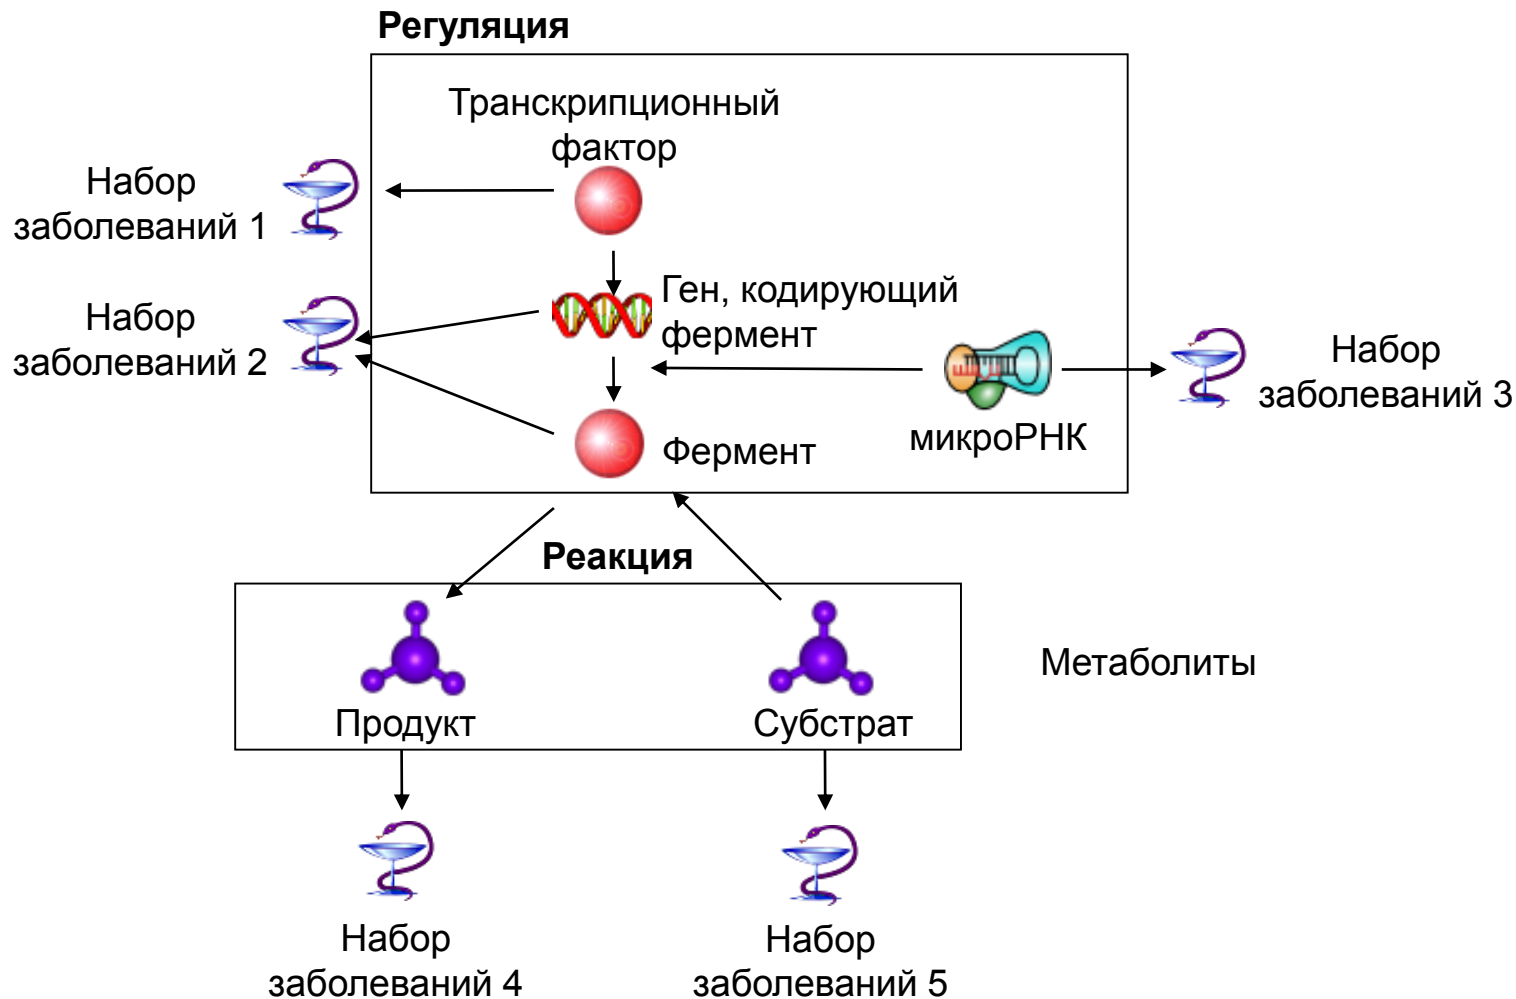 Регуляция
Транскрипционный
фактор
Набор
заболеваний 1
Ген, кодирующий
фермент
Набор
заболеваний 2
Набор
заболеваний 3
микроРНК
Фермент
Реакция
Метаболиты
Продукт
Субстрат
Набор
заболеваний 4
Набор
заболеваний 5